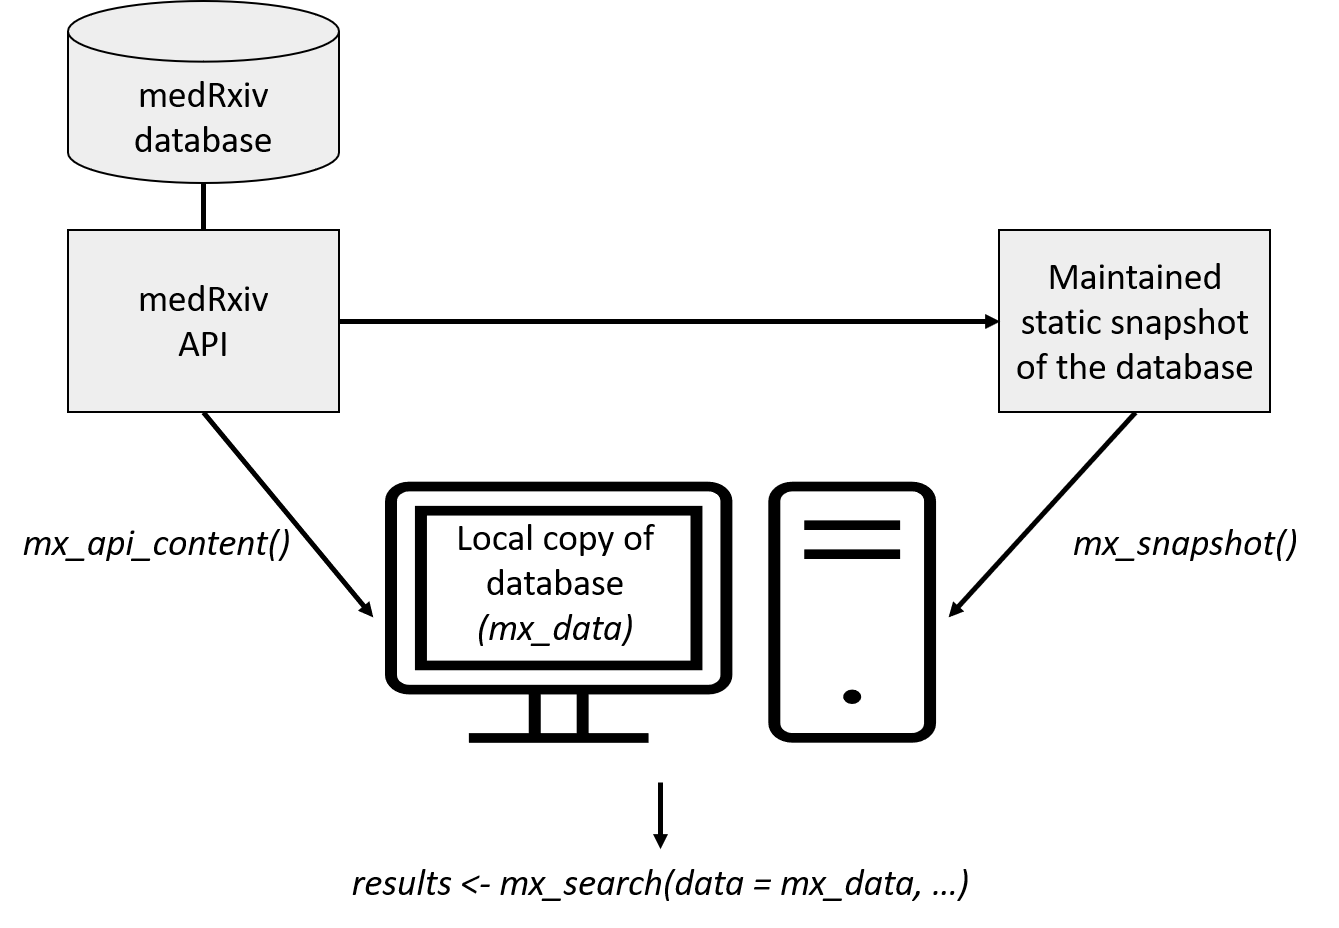 medRxiv
database
medRxiv
API
Maintained
static snapshot
of the database
mx_api_content()
Local copy of
database
(mx_data)
mx_snapshot()
results <- mx_search(data = mx_data, …)